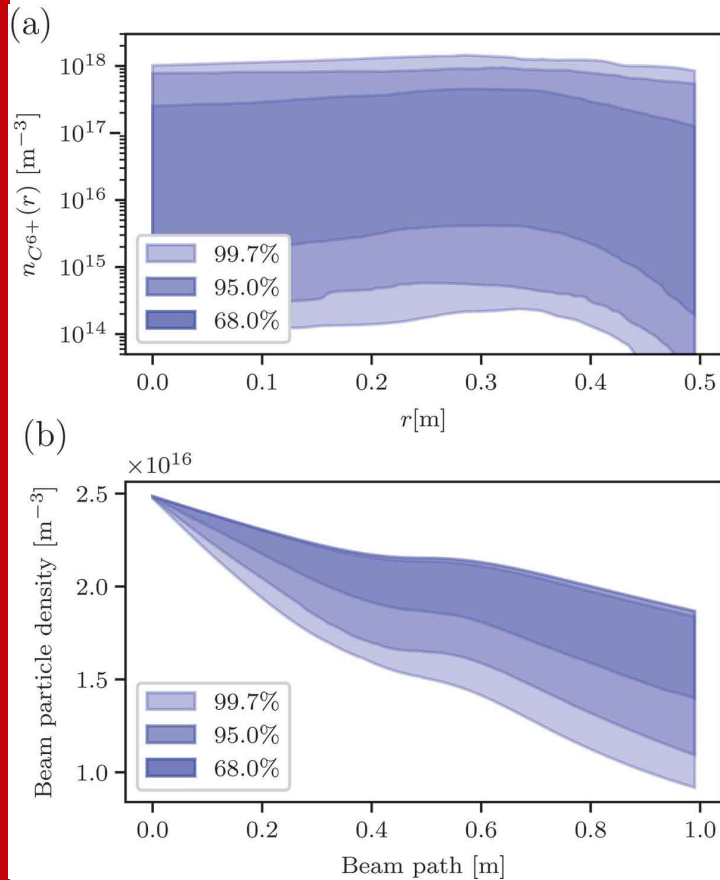 (a)
10^18
10^17
10^16
10^15
10^14
n_{C^{6+}}(r) [m^{−3}]
99.7%
95.0%
68.0%
0.0 0.1 0.2 0.3 0.4 0.5
r[m]
(b)
×10^16
2.5
2.0
1.5
1.0
Beam particle density [m^{−3}]
99.7%
95.0%
68.0%
0.0 0.2 0.4 0.6 0.8 1.0
Beam path [m]